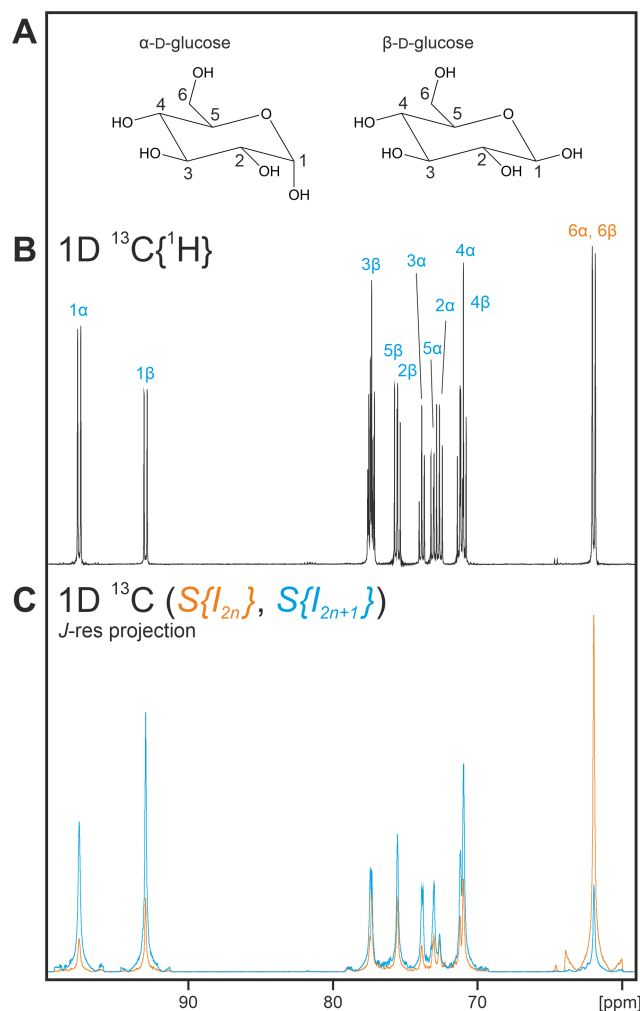 A
α-D-glucose
β-D-glucose
OH
6
4
5
O
HO
HO
3
2
OH
1
OH
OH
6
4
5
O
HO
HO
3
2
OH
1
OH
B 1D ¹³C{¹H}
6α, 6β
4α
3α
3β
4β
1α
2α
5β
5α
2β
1β
C 1D ¹³C (S{I₂ₙ}, S{I₂ₙ₊₁})
J-res projection
90
80
70
[ppm]